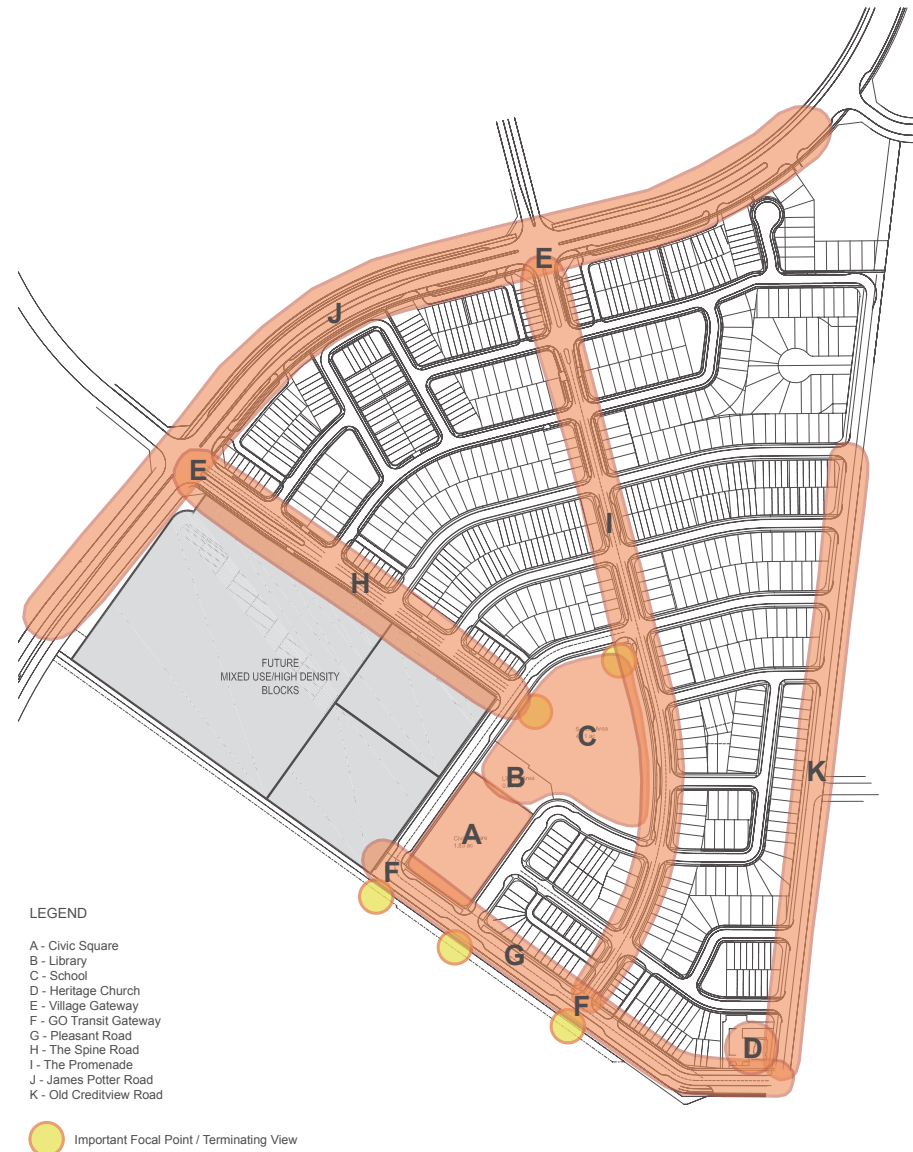 E
J
E
I
H
FUTURE
MIXED USE/HIGH DENSITY
BLOCKS
C
K
B
A
F
G
F
D
LEGEND
A - Civic Square
B - Library
C - School
D - Heritage Church
E - Village Gateway
F - GO Transit Gateway
G - Pleasant Road
H - The Spine Road
I - The Promenade
J - James Potter Road
K - Old Creditview Road
Important Focal Point / Terminating View